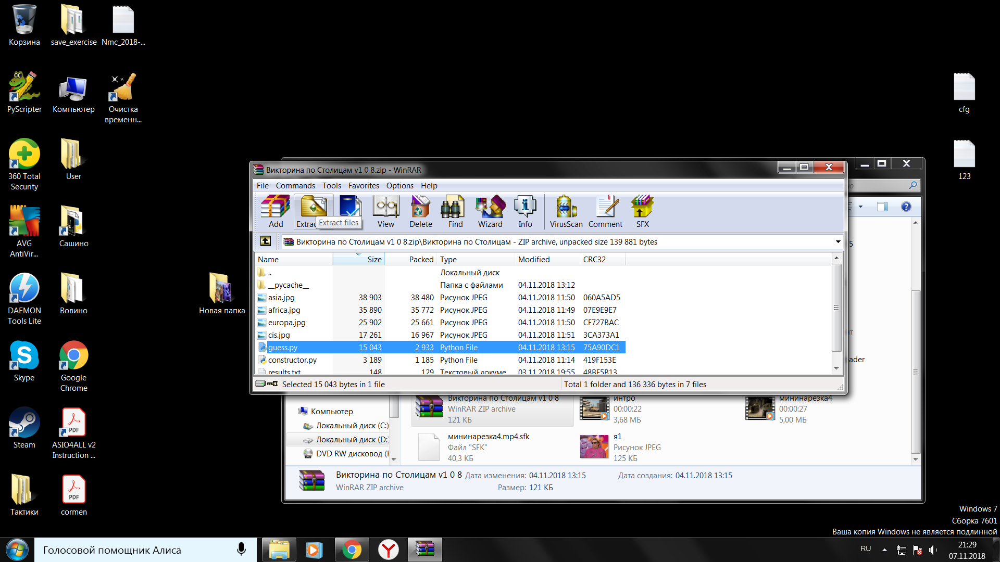 Корзина
save_exercise
Nmc_2018-...
PyScripter
Компьютер
Очистка
временн...
cfg
360 Total
Security
User
123
AVG
AntiVir...
Сашино
DAEMON
Tools Lite
Вовино
Новая папка
Skype
Google
Chrome
Steam
PDF
ASIO4ALL v2
Instruction ...
Тактики
PDF
cormen
Викторина по Столицам v1 0 8.zip - WinRAR
File Commands Tools Favorites Options Help
Add
Extract files
View
Delete
Find
Wizard
Info
VirusScan
Comment
SFX
Викторина по Столицам v1 0 8.zip\Викторина по Столицам - ZIP archive, unpacked size 139 881 bytes
Name Size Packed Type Modified CRC32
.. Локальный диск
__pycache__ Папка с файлами 04.11.2018 13:12
asia.jpg 38 903 38 480 Рисунок JPEG 04.11.2018 11:50 060A5AD5
africa.jpg 35 890 35 772 Рисунок JPEG 04.11.2018 11:49 07E9E9E7
europa.jpg 25 902 25 661 Рисунок JPEG 04.11.2018 11:50 CF727BAC
cis.jpg 17 261 16 967 Рисунок JPEG 04.11.2018 11:51 3CA373A1
guess.py 15 043 2 933 Python File 04.11.2018 13:15 75A90DC1
constructor.py 3 189 1 185 Python File 04.11.2018 11:14 419F153E
results.txt 148 129 Текстовый докуме 03.11.2018 19:55 48BF5B13
Selected 15 043 bytes in 1 file
Total 1 folder and 136 336 bytes in 7 files
Компьютер
Локальный диск (C:)
Локальный диск (D:
DVD RW дисковод (
Викторина по Столицам v1 0 8
WinRAR ZIP archive
121 КБ
интро
00:00:22
3,68 МБ
мининарезка4
00:00:27
5,00 МБ
мининарезка4.mp4.sfk
Файл "SFK"
40,3 КБ
я1
Рисунок JPEG
125 КБ
Викторина по Столицам v1 0 8 Дата изменения: 04.11.2018 13:15 Дата создания: 04.11.2018 13:15
WinRAR ZIP archive Размер: 121 КБ
Windows 7
Сборка 7601
Ваша копия Windows не является подлинной
Голосовой помощник Алиса
RU
21:29
07.11.2018